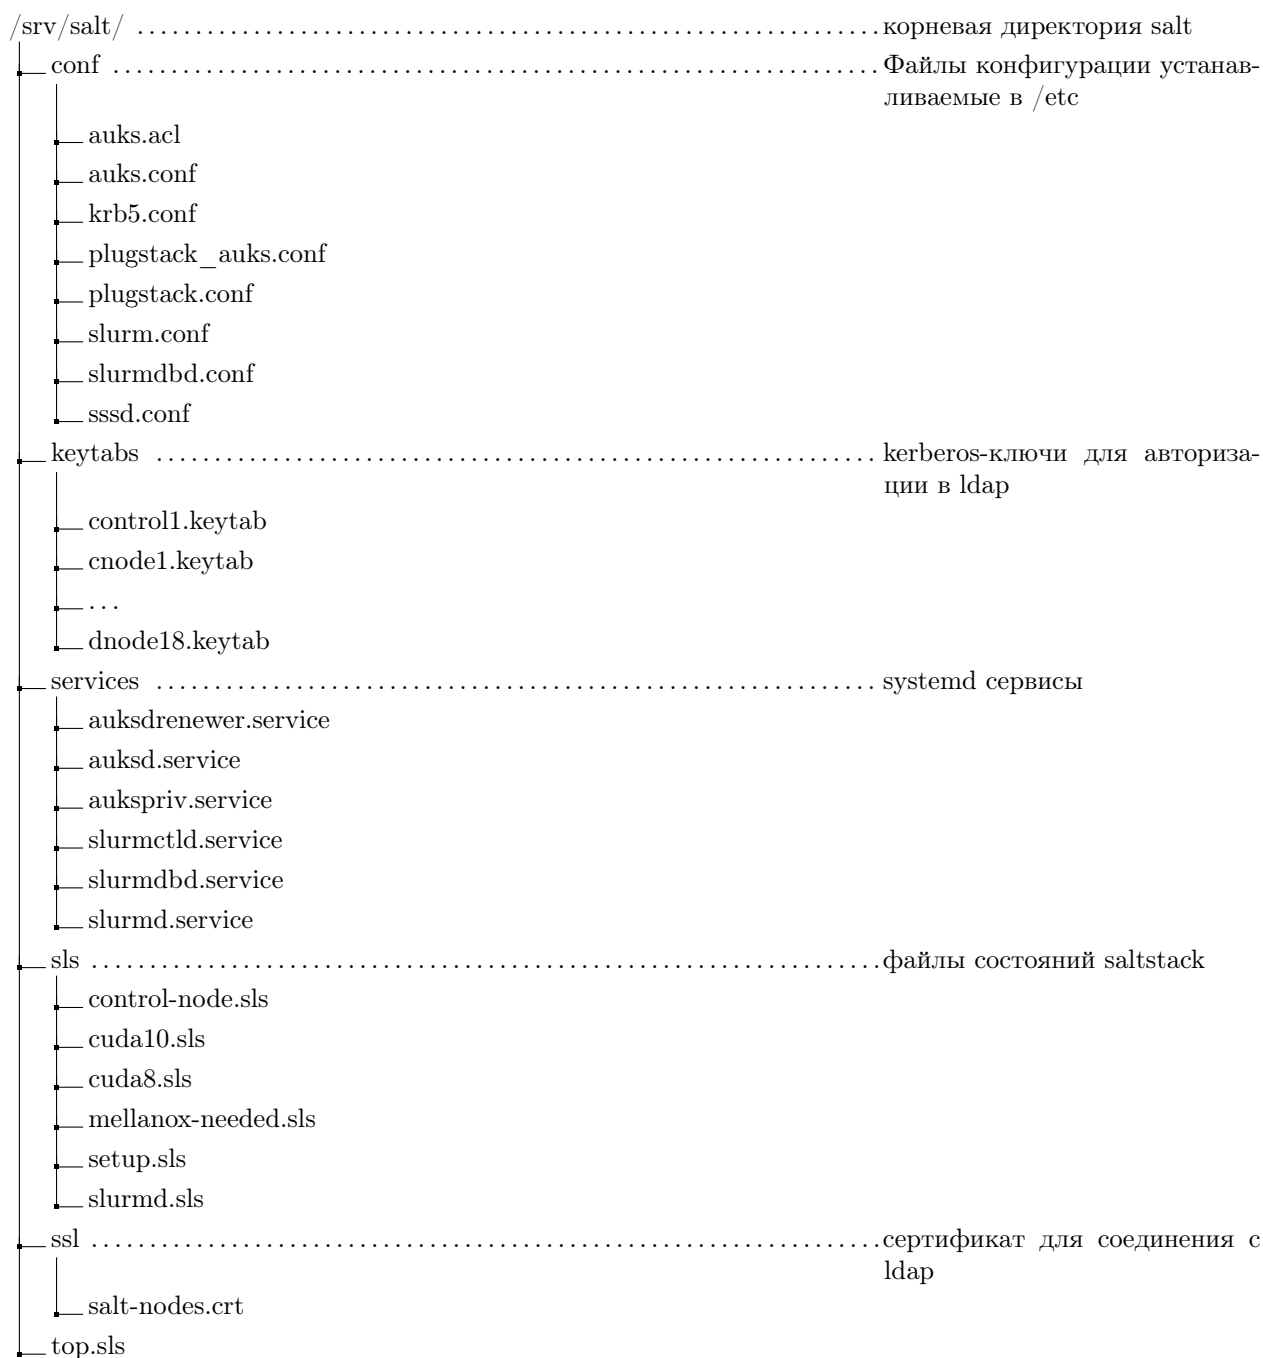 /srv/salt/ ........ корневая директория salt
conf ........ Файлы конфигурации устанав-
ливаемые в /etc
auks.acl
auks.conf
krb5.conf
plugstack_auks.conf
plugstack.conf
slurm.conf
slurmdbd.conf
sssd.conf
keytabs ........ kerberos-ключи для авториза-
ции в ldap
control1.keytab
cnode1.keytab
...
dnode18.keytab
services ........ systemd сервисы
auksdrenewer.service
auksd.service
aukspriv.service
slurmctld.service
slurmdbd.service
slurmd.service
sls ........ файлы состояний saltstack
control-node.sls
cuda10.sls
cuda8.sls
mellanox-needed.sls
setup.sls
slurmd.sls
ssl ........ сертификат для соединения с
ldap
salt-nodes.crt
top.sls